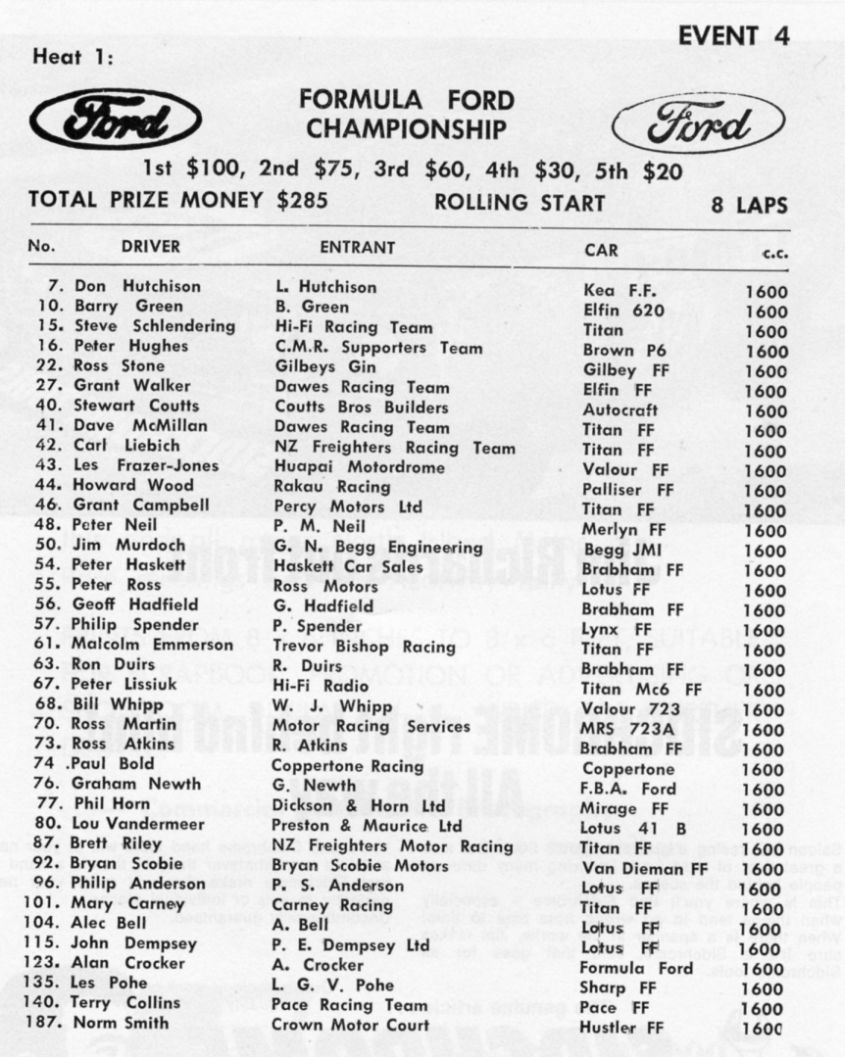 EVENT 4
Heat 1:
Ford FORMULA FORD Ford
CHAMPIONSHIP
1st $100, 2nd $75, 3rd $60, 4th $30, 5th $20
TOTAL PRIZE MONEY $285 ROLLING START 8 LAPS
No. DRIVER ENTRANT CAR c.c.
7. Don Hutchison L. Hutchison Kea F.F. 1600
10. Barry Green B. Green Elfin 620 1600
15. Steve Schlendering Hi-Fi Racing Team Titan 1600
16. Peter Hughes C.M.R. Supporters Team Brown P6 1600
22. Ross Stone Gilbeys Gin Gilbey FF 1600
27. Grant Walker Dawes Racing Team Elfin FF 1600
40. Stewart Coutts Coutts Bros Builders Autocraft 1600
41. Dave McMillan Dawes Racing Team Titan FF 1600
42. Carl Liebich NZ Freighters Racing Team Titan FF 1600
43. Les Frazer-Jones Huapai Motordrome Valour FF 1600
44. Howard Wood Rakau Racing Palliser FF 1600
46. Grant Campbell Percy Motors Ltd Titan FF 1600
48. Peter Neil P. M. Neil Merlyn FF 1600
50. Jim Murdoch G. N. Begg Engineering Begg JMI 1600
54. Peter Haskett Haskett Car Sales Brabham FF 1600
55. Peter Ross Ross Motors Lotus FF 1600
56. Geoff Hadfield G. Hadfield Brabham FF 1600
57. Philip Spender P. Spender Lynn FF 1600
61. Malcolm Emmerson Trevor Bishop Racing Titan FF 1600
63. Ron Duirs R. Duirs Brabham FF 1600
67. Peter Lissiuk Hi-Fi Radio Titan Mc6 FF 1600
68. Bill Whipp W. J. Whipp Valour 723 1600
70. Ross Martin Motor Racing Servies MRS 723A 1600
73. Ross Atkins R. Atkins Brabham FF 1600
74 .Paul Bold Coppertone Racing Coppertone 1600
76. Graham Newth G. Newth F.B.A. Ford 1600
77. Phil Horn Dickson & Horn Ltd Mirage FF 1600
80. Lou Vandermeer Preston & Maurice Ltd Lotus 41 B 1600
87. Brett Riley NZ Freighters Motor Racing Titan FF 1600
92. Bryan Scobie Bryan Scobie Motors Van Dieman FF 1600
96. Philip Anderson P. S. Anderson Lotus FF 1600
101. Mary Carney Carney Racing Titan FF 1600
104. Alec Bell A. Bell Lotus FF 1600
115. John Dempsey P. E. Dempsey Ltd Lotus FF 1600
123. Alan Crocker A. Crocker Formula Ford 1600
135. Les Pohe L. G. V. Pohe Sharp FF 1600
140. Terry Collins Pace Racing Team Pace FF 1600
187. Norm Smith Crown Motor Court Hustler FF 1600